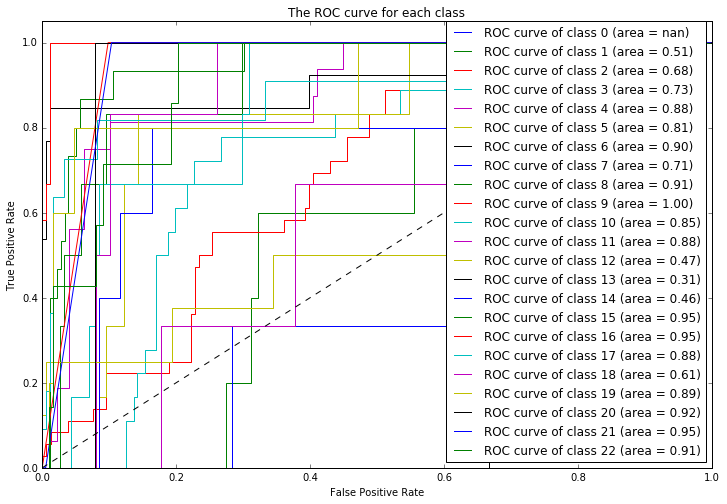 The ROC curve for each class
1.0
0.8
0.6
0.4
0.2
0.0
True Positive Rate
ROC curve of class 0 (area = nan)
ROC curve of class 1 (area = 0.51)
ROC curve of class 2 (area = 0.68)
ROC curve of class 3 (area = 0.73)
ROC curve of class 4 (area = 0.88)
ROC curve of class 5 (area = 0.81)
ROC curve of class 6 (area = 0.90)
ROC curve of class 7 (area = 0.71)
ROC curve of class 8 (area = 0.91)
ROC curve of class 9 (area = 1.00)
ROC curve of class 10 (area = 0.85)
ROC curve of class 11 (area = 0.88)
ROC curve of class 12 (area = 0.47)
ROC curve of class 13 (area = 0.31)
ROC curve of class 14 (area = 0.46)
ROC curve of class 15 (area = 0.95)
ROC curve of class 16 (area = 0.95)
ROC curve of class 17 (area = 0.88)
ROC curve of class 18 (area = 0.61)
ROC curve of class 19 (area = 0.89)
ROC curve of class 20 (area = 0.92)
ROC curve of class 21 (area = 0.95)
ROC curve of class 22 (area = 0.91)
0.0 0.2 0.4 0.6 0.8 1.0
False Positive Rate